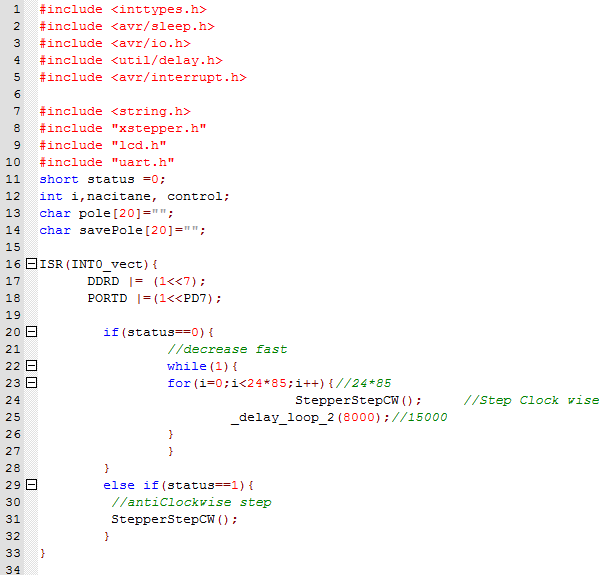 1 #include <inttypes.h>
2 #include <avr/sleep.h>
3 #include <avr/io.h>
4 #include <util/delay.h>
5 #include <avr/interrupt.h>
6
7 #include <string.h>
8 #include "xstepper.h"
9 #include "lcd.h"
10 #include "uart.h"
11 short status =0;
12 int i,nacitane, control;
13 char pole[20]="";
14 char savePole[20]="";
15
16 ISR(INT0_vect){
17 DDRD |= (1<<7);
18 PORTD |=(1<<PD7);
19
20 if(status==0){
21 //decrease fast
22 while(1){
23 for(i=0;i<24*85;i++){//24*85
24 StepperStepCW(); //Step Clock wise
25 _delay_loop_2(8000);//15000
26 }
27 }
28 }
29 else if(status==1){
30 //antiClockwise step
31 StepperStepCW();
32 }
33 }
34